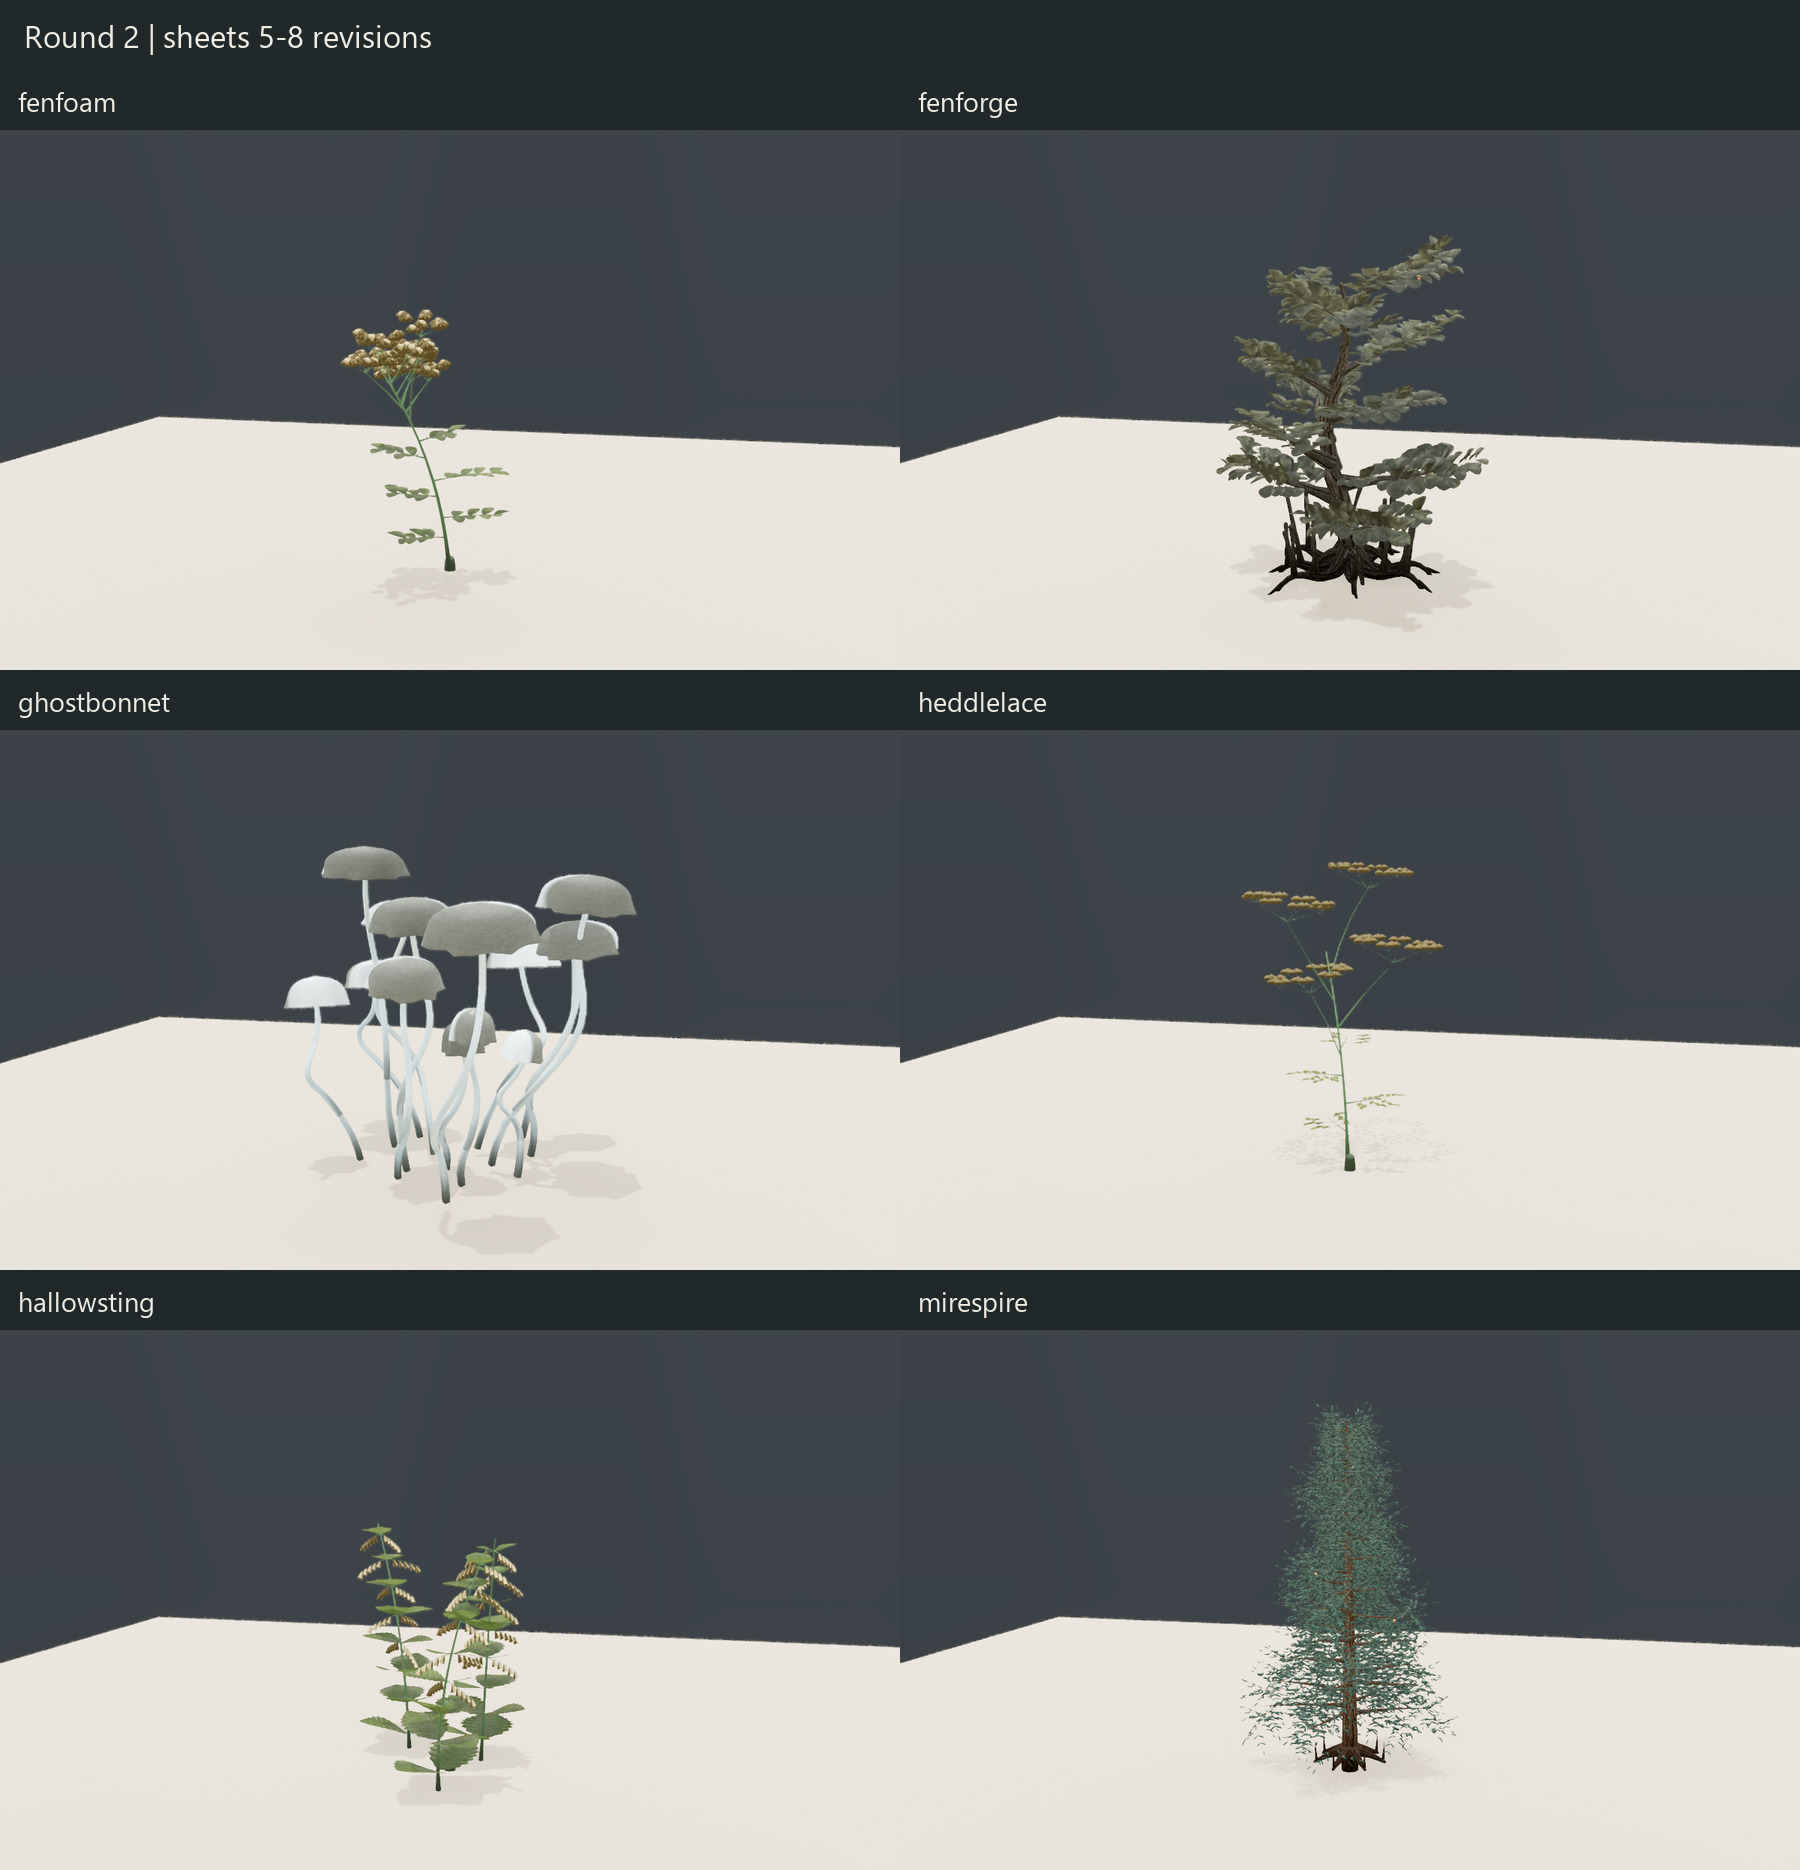 Round 2 | sheets 5-8 revisions
fenfoam
fenforge
ghostbonnet
heddlelace
hallowsting
mirespire